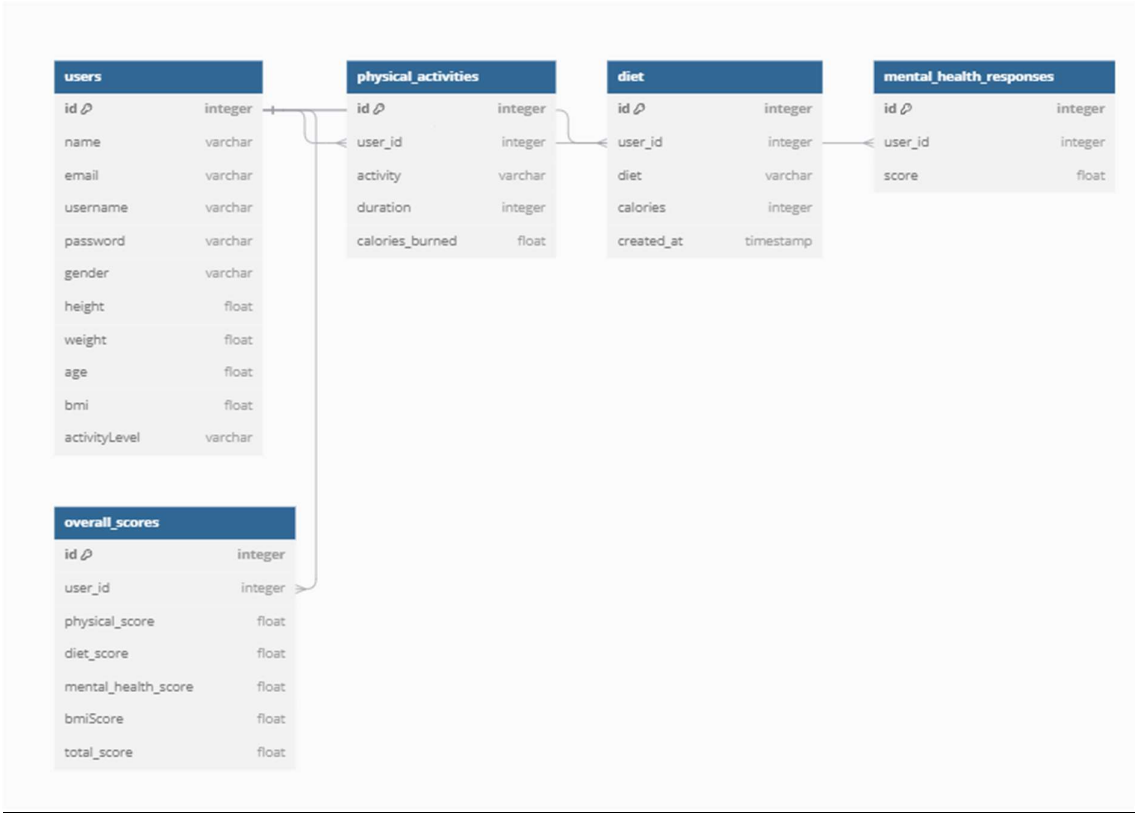 users
id integer
name varchar
email varchar
username varchar
password varchar
gender varchar
height float
weight float
age float
bmi float
activityLevel varchar
physical_activities
id integer
user_id integer
activity varchar
duration integer
calories_burned float
diet
id integer
user_id integer
diet varchar
calories integer
created_at timestamp
mental_health_responses
id integer
user_id integer
score float
overall_scores
id integer
user_id integer
physical_score float
diet_score float
mental_health_score float
bmiScore float
total_score float